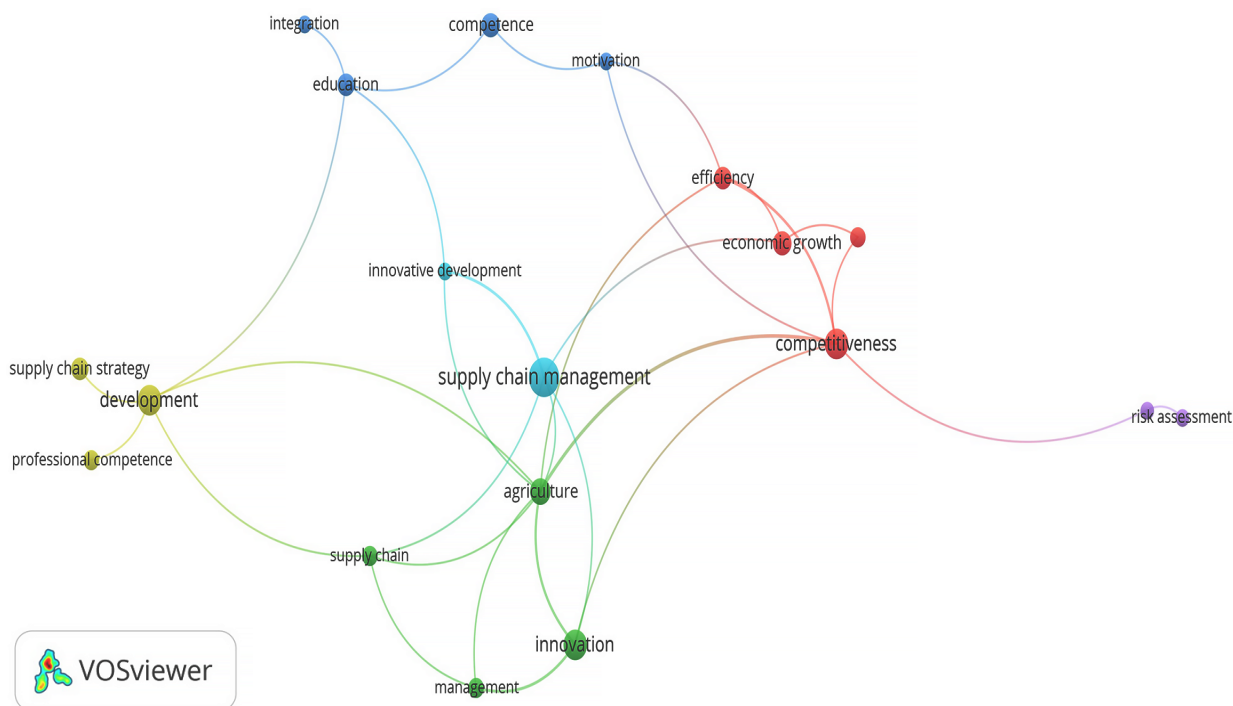 integration
competence
motivation
education
efficiency
economic growth
innovative development
competitiveness
supply chain strategy
supply chain management
development
risk assessment
professional competence
agriculture
supply chain
innovation
VOSviewer
management